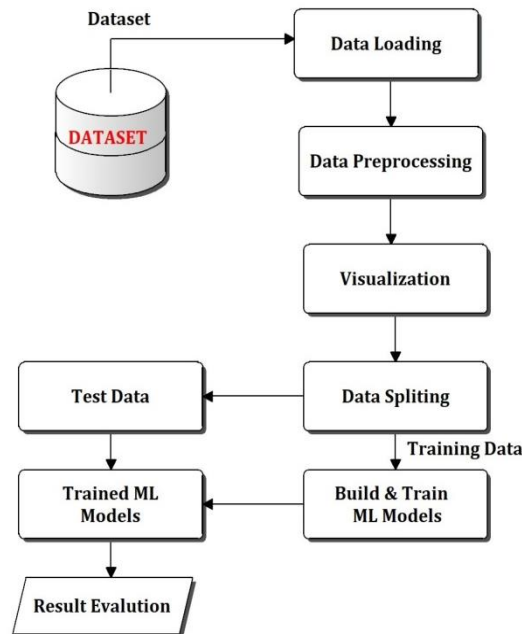 Dataset
Data Loading
DATASET
Data Preprocessing
Visualization
Test Data
Data Spliting
Training Data
Trained ML
Models
Build & Train
ML Models
Result Evalution